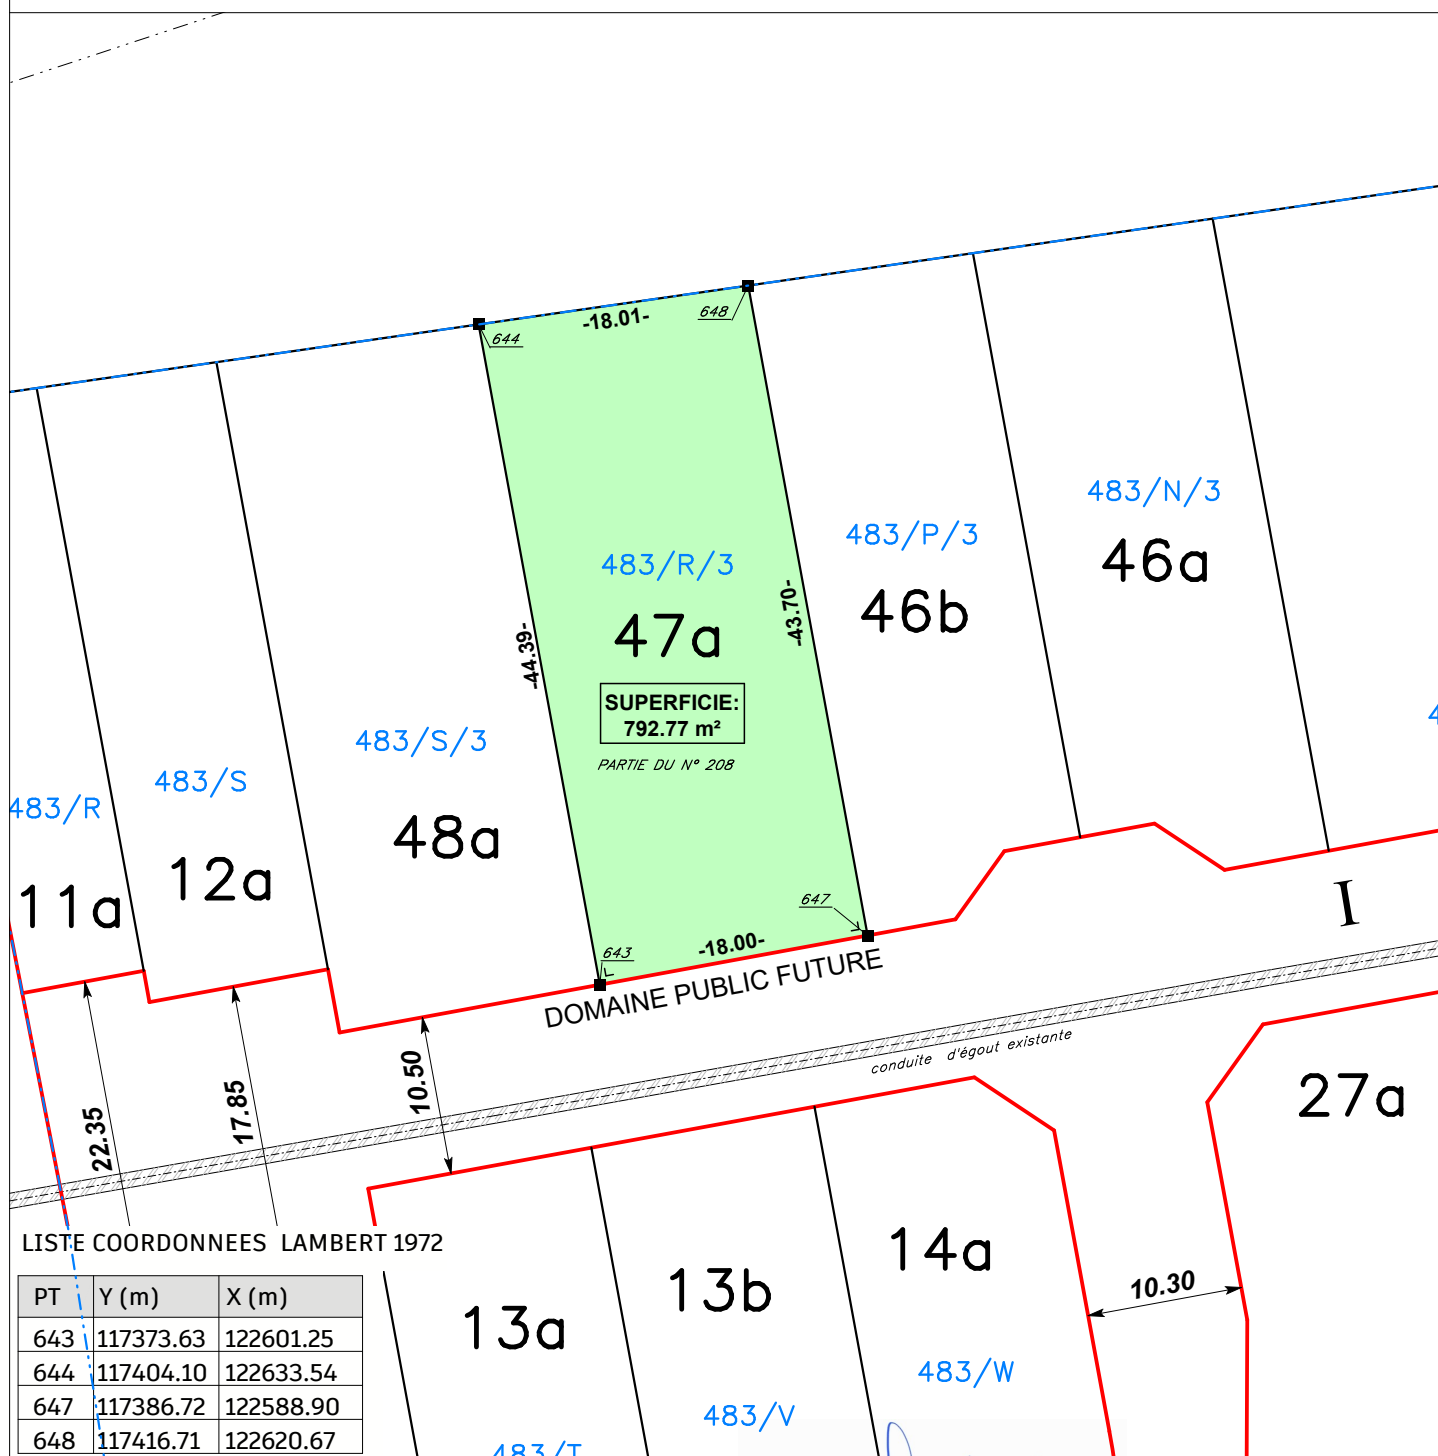 -18.01-
648
644
483/N/3
46a
483/P/3
46b
483/R/3
47a
-43.70-
-44.39-
SUPERFICIE:
792.77 m²
PARTIE DU N° 208
483/S/3
48a
483/S
12a
483/R
11a
647
643
-18.00-
DOMAINE PUBLIC FUTURE
I
conduite d'égout existante
10.50
17.85
22.35
27a
14a
13b
13a
10.30
483/W
483/V
483/T
LISTE COORDONNEES LAMBERT 1972
PT Y (m) X (m)
643 117373.63 122601.25
644 117404.10 122633.54
647 117386.72 122588.90
648 117416.71 122620.67